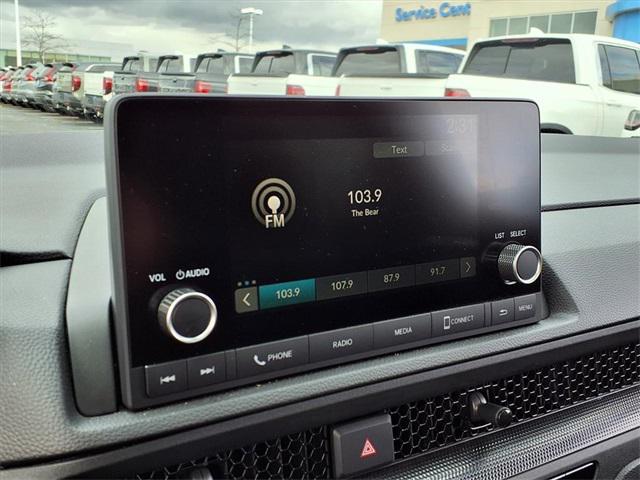 Service Cent
2:31
Text
103.9
The Bear
FM
LIST SELECT
VOL AUDIO
103.9 107.9 87.9 91.7
PHONE RADIO MEDIA CONNECT MENU